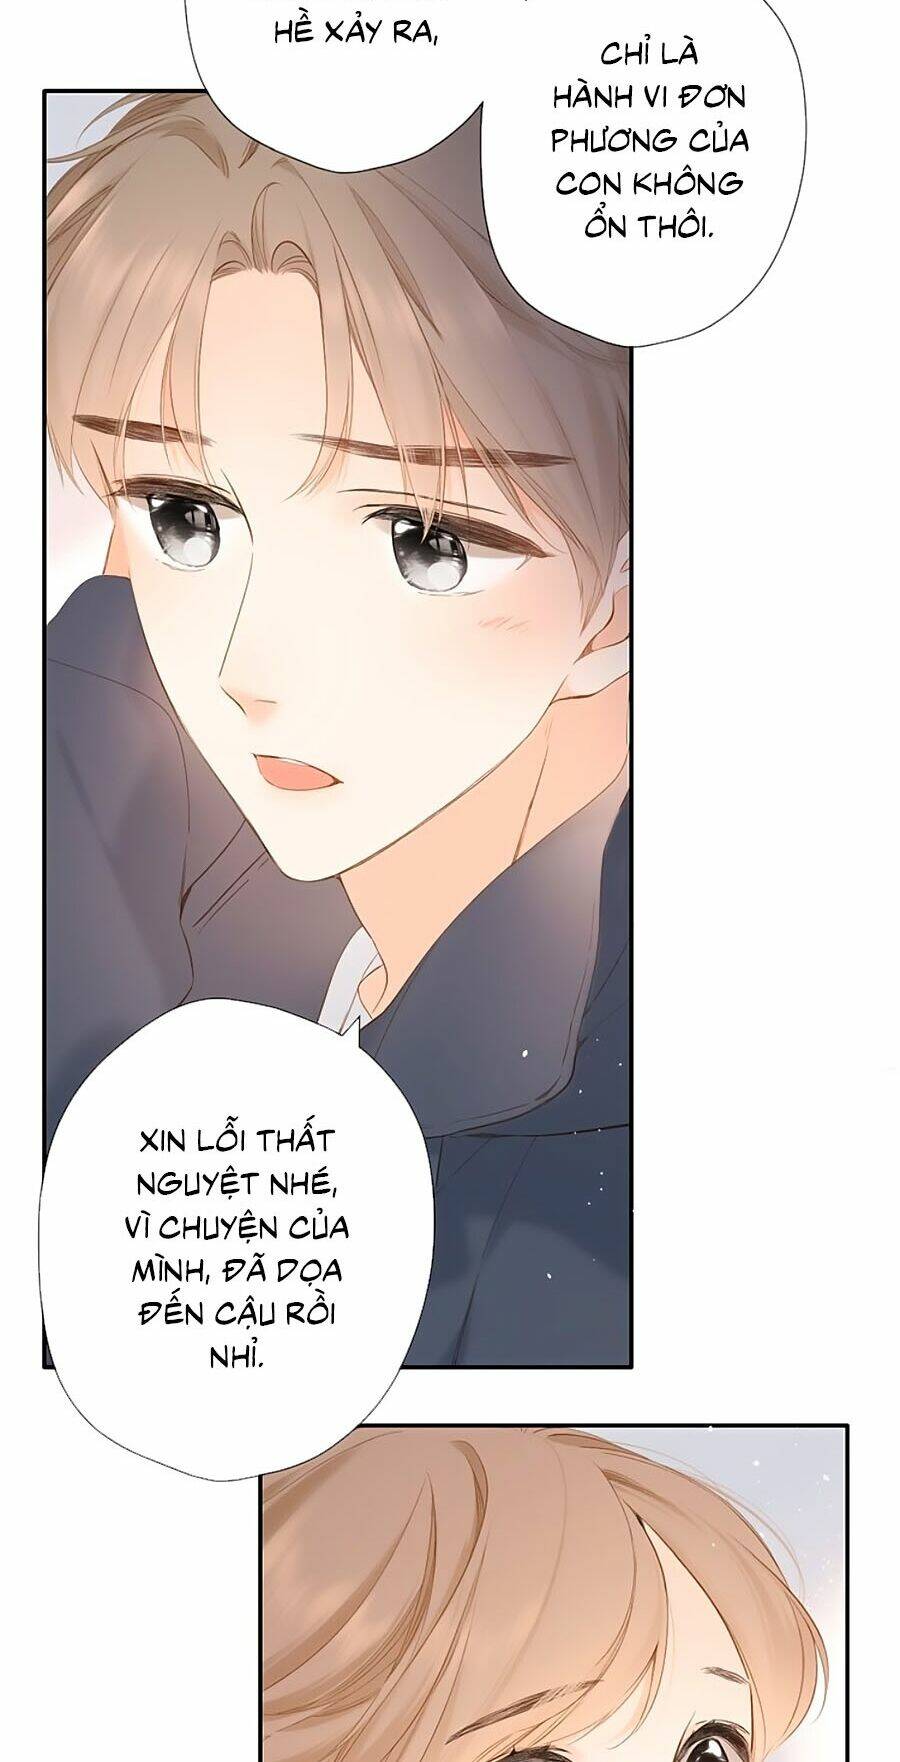 HỀ XẢY RA,
CHỈ LÀ
HÀNH VI ĐƠN
PHƯƠNG CỦA
CON KHÔNG
ỔN THÔI.
XIN LỖI THẤT
NGUYỆT NHÉ,
VÌ CHUYỆN CỦA
MÌNH, ĐÃ DỌA
ĐẾN CẬU RỒI
NHỈ.